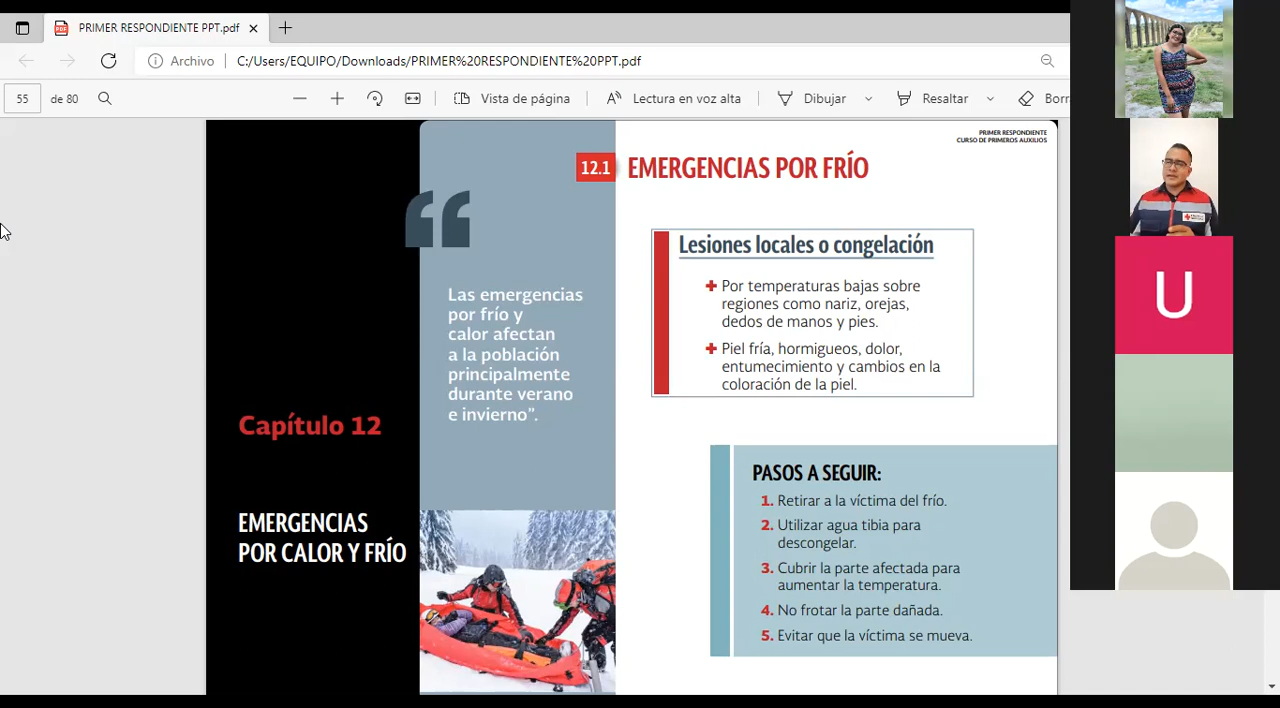 PRIMER RESPONDIENTE PPT.pdf
Archivo
C:/Users/EQUIPO/Downloads/PRIMER%20RESPONDIENTE%20PPT.pdf
55
de 80
Vista de página
Lectura en voz alta
Dibujar
Resaltar
Borr
PRIMER RESPONDIENTE
CURSO DE PRIMEROS AUXILIOS
12.1
EMERGENCIAS POR FRÍO
Lesiones locales o congelación
Por temperaturas bajas sobre
regiones como nariz, orejas,
dedos de manos y pies.
Piel fría, hormigueos, dolor,
entumecimiento y cambios en la
coloración de la piel.
Las emergencias
por frío y
calor afectan
a la población
principalmente
durante verano
e invierno”.
Capítulo 12
EMERGENCIAS
POR CALOR Y FRÍO
PASOS A SEGUIR:
1. Retirar a la víctima del frío.
2. Utilizar agua tibia para
descongelar.
3. Cubrir la parte afectada para
aumentar la temperatura.
4. No frotar la parte dañada.
5. Evitar que la víctima se mueva.
U